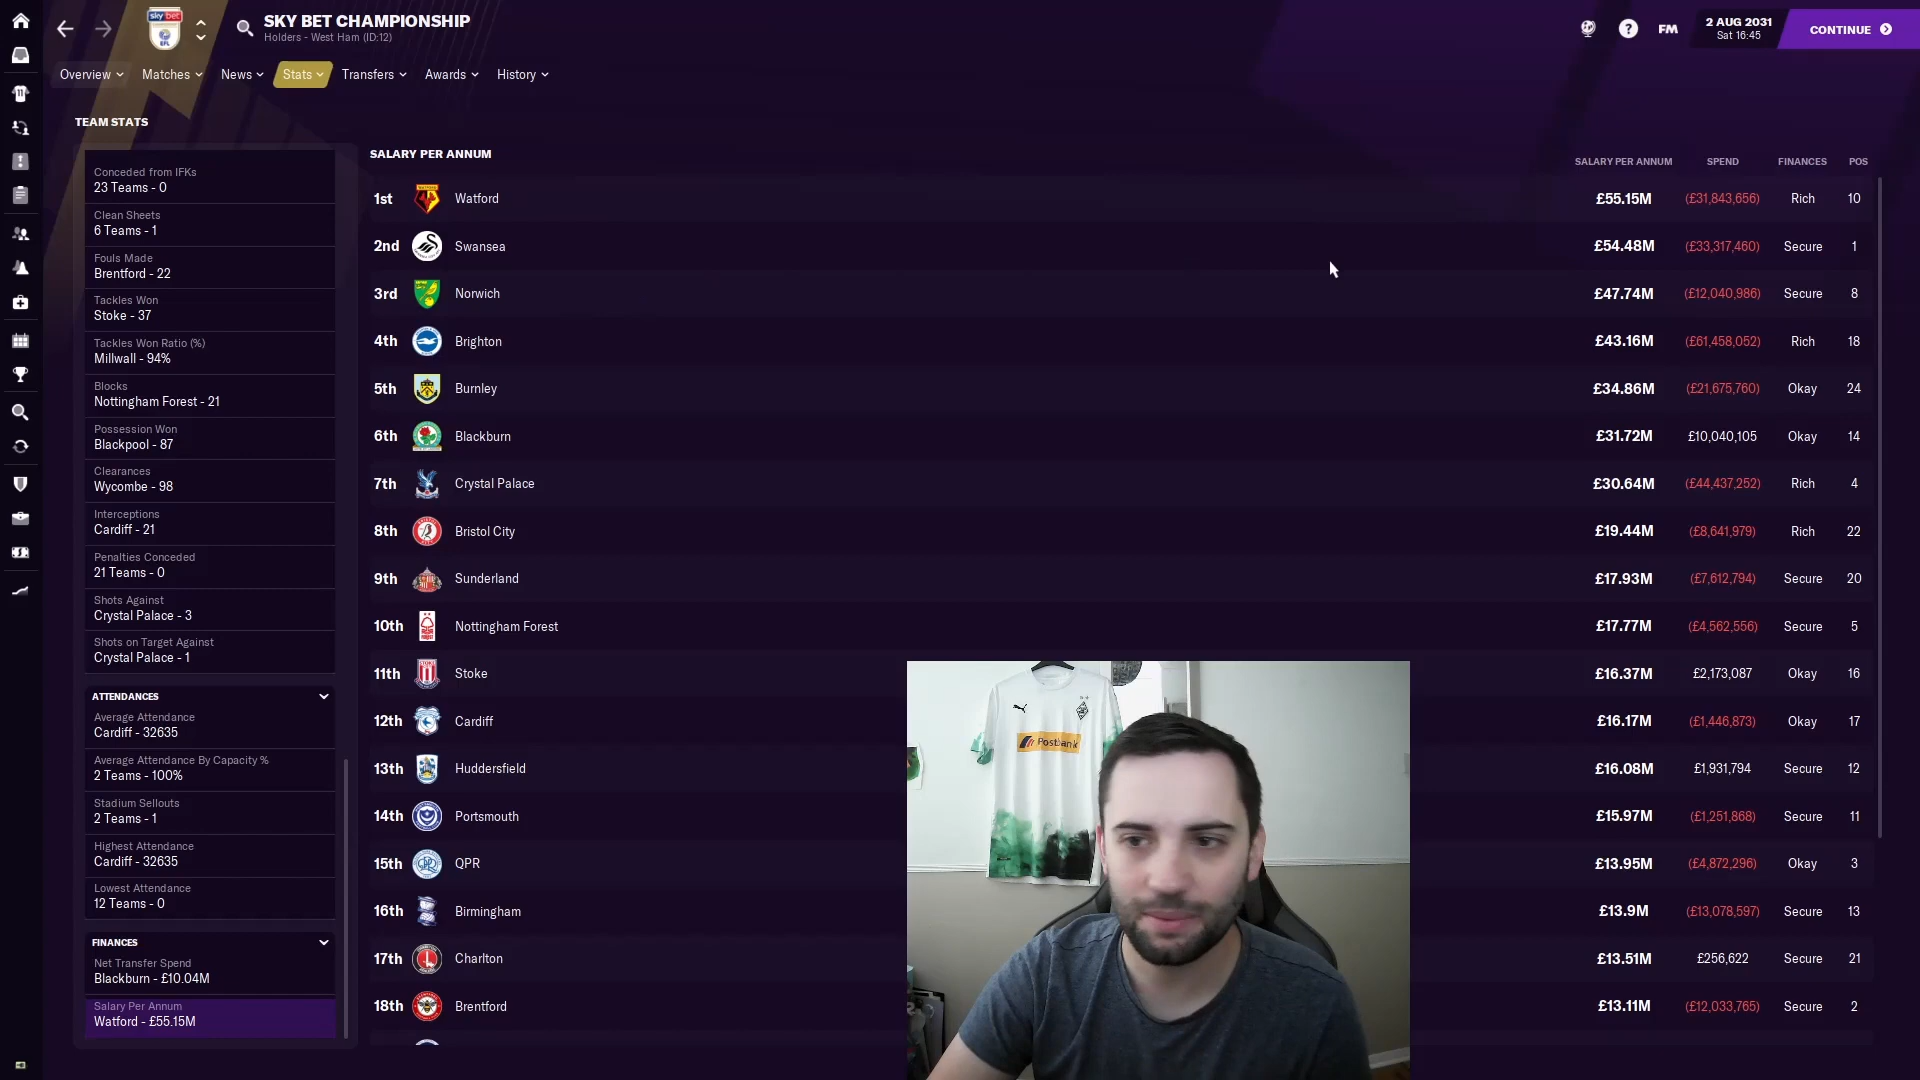 SKY BET CHAMPIONSHIP
Holders - West Ham (ID:12)
sky bet
EFL
FM
2 AUG 2031
Sat 16:45
CONTINUE
Overview
Matches
News
Stats
Transfers
Awards
History
TEAM STATS
Conceded from IFKs
23 Teams - 0
Clean Sheets
6 Teams - 1
Fouls Made
Brentford - 22
Tackles Won
Stoke - 37
Tackles Won Ratio (%)
Millwall - 94%
Blocks
Nottingham Forest - 21
Possession Won
Blackpool - 87
Clearances
Wycombe - 98
Interceptions
Cardiff - 21
Penalties Conceded
21 Teams - 0
Shots Against
Crystal Palace - 3
Shots on Target Against
Crystal Palace - 1
ATTENDANCES
Average Attendance
Cardiff - 32635
Average Attendance By Capacity %
2 Teams - 100%
Stadium Sellouts
2 Teams - 1
Highest Attendance
Cardiff - 32635
Lowest Attendance
12 Teams - 0
FINANCES
Net Transfer Spend
Blackburn - £10.04M
Salary Per Annum
Watford - £55.15M
SALARY PER ANNUM
SALARY PER ANNUM SPEND FINANCES POS
1st Watford £55.15M (£31,843,656) Rich 10
2nd Swansea £54.48M (£33,317,460) Secure 1
3rd Norwich £47.74M (£12,040,986) Secure 8
4th Brighton £43.16M (£61,458,052) Rich 18
5th Burnley £34.86M (£21,675,760) Okay 24
6th Blackburn £31.72M £10,040,105 Okay 14
7th Crystal Palace £30.64M (£44,437,252) Rich 4
8th Bristol City £19.44M (£8,641,979) Rich 22
9th Sunderland £17.93M (£7,612,794) Secure 20
10th Nottingham Forest £17.77M (£4,562,556) Secure 5
11th Stoke £16.37M £2,173,087 Okay 16
12th Cardiff £16.17M (£1,446,873) Okay 17
13th Huddersfield £16.08M £1,931,794 Secure 12
14th Portsmouth £15.97M (£1,251,868) Secure 11
15th QPR £13.95M (£4,872,296) Okay 3
16th Birmingham £13.9M (£13,078,597) Secure 13
17th Charlton £13.51M £256,622 Secure 21
18th Brentford £13.11M (£12,033,765) Secure 2
Postbank